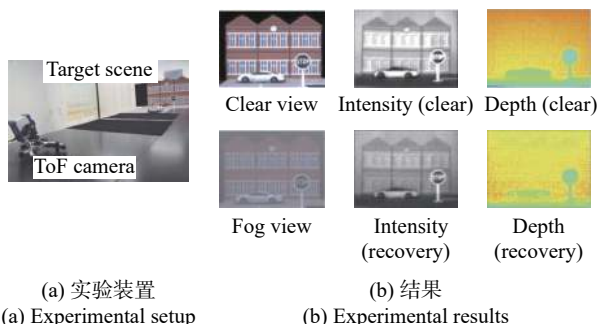 Target scene
ToF camera
Clear view
Intensity (clear)
Depth (clear)
Fog view
Intensity
(recovery)
Depth
(recovery)
(a) 实验装置
(a) Experimental setup
(b) 结果
(b) Experimental results